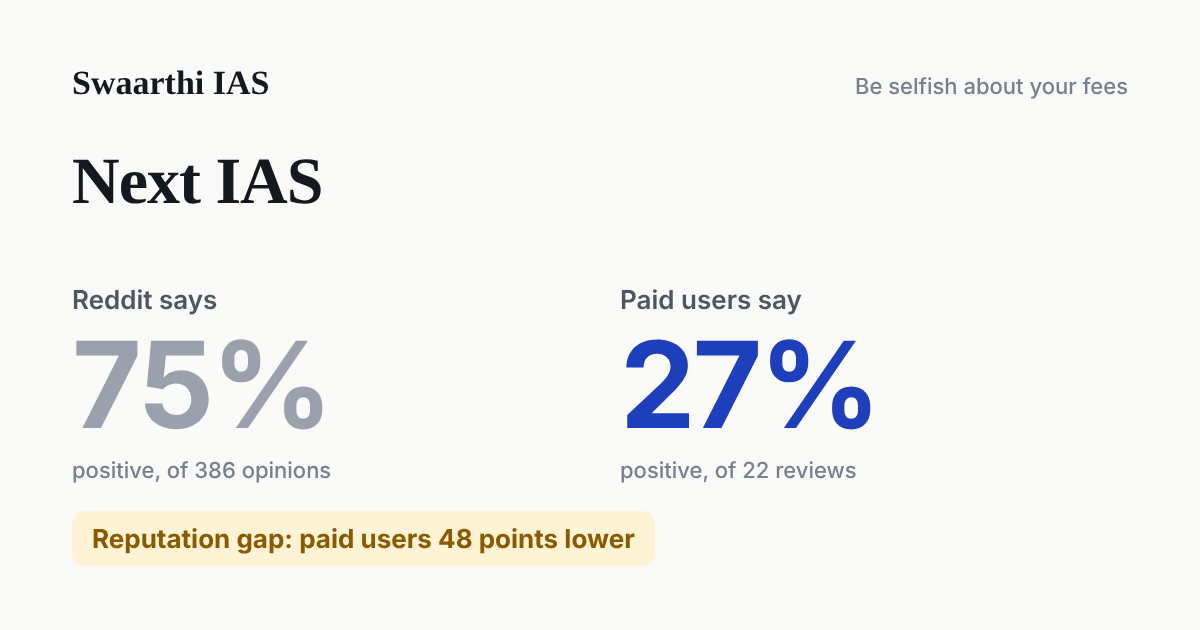 Swaarthi IAS
Be selfish about your fees
Next IAS
Reddit says
75%
positive, of 386 opinions
Paid users say
27%
positive, of 22 reviews
Reputation gap: paid users 48 points lower